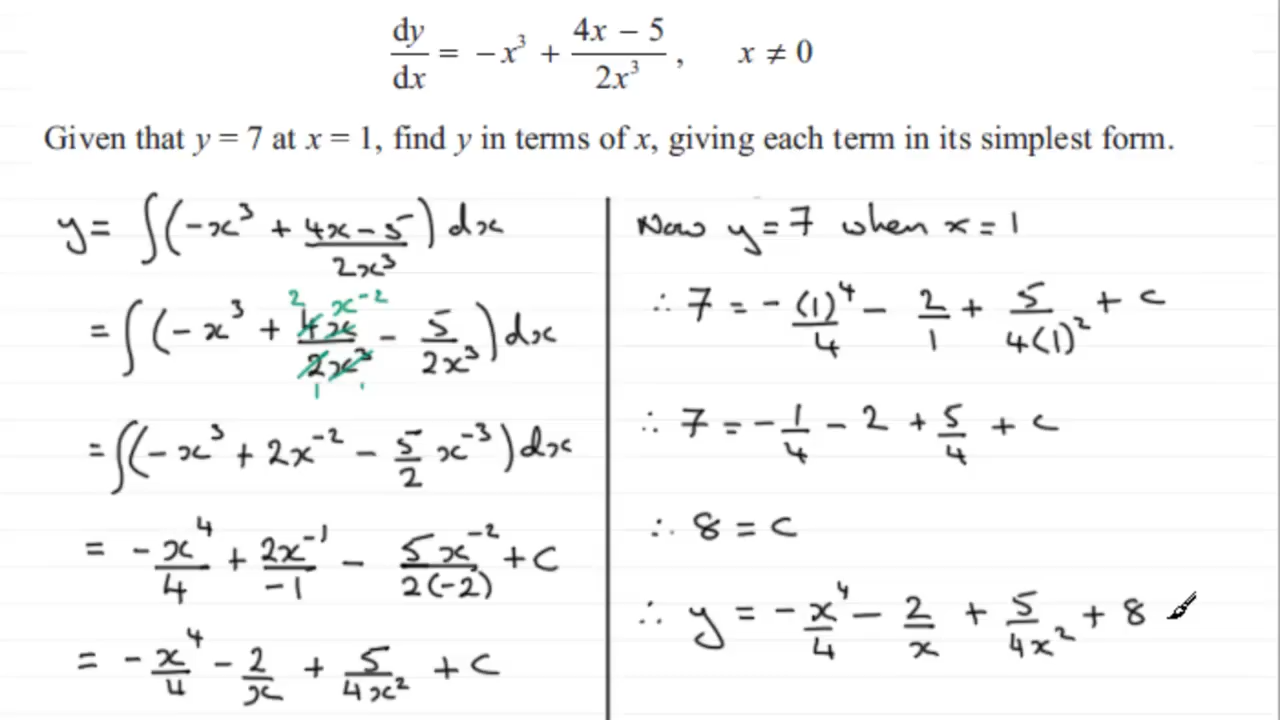 dy/dx = −x³ + (4x − 5)/(2x³), x ≠ 0
Given that y = 7 at x = 1, find y in terms of x, giving each term in its simplest form.
y = ∫(−x³ + (4x − 5)/(2x³)) dx
= ∫(−x³ + 4x/2x³ − 5/(2x³)) dx
2 x⁻²
1 1
= ∫(−x³ + 2x⁻² − 5/2 x⁻³) dx
= −x⁴/4 + 2x⁻¹/−1 − 5x⁻²/2(−2) + C
= −x⁴/4 − 2/x + 5/4x² + C
Now y = 7 when x = 1
∴ 7 = −(1)⁴/4 − 2/1 + 5/4(1)² + C
∴ 7 = −1/4 − 2 + 5/4 + C
∴ 8 = C
∴ y = −x⁴/4 − 2/x + 5/4x² + 8